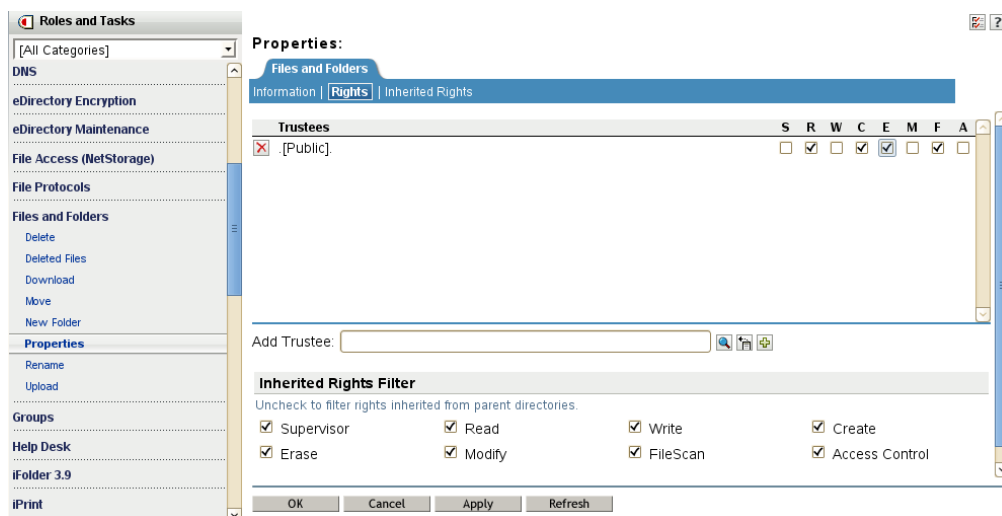 Roles and Tasks
[All Categories]
DNS
eDirectory Encryption
eDirectory Maintenance
File Access (NetStorage)
File Protocols
Files and Folders
Delete
Deleted Files
Download
Move
New Folder
Properties
Rename
Upload
Groups
Help Desk
iFolder 3.9
iPrint
?
Properties:
Files and Folders
Information | Rights | Inherited Rights
Trustees S R W C E M F A
.[Public].
Add Trustee:
Inherited Rights Filter
Uncheck to filter rights inherited from parent directories.
Supervisor Read Write Create
Erase Modify FileScan Access Control
OK Cancel Apply Refresh